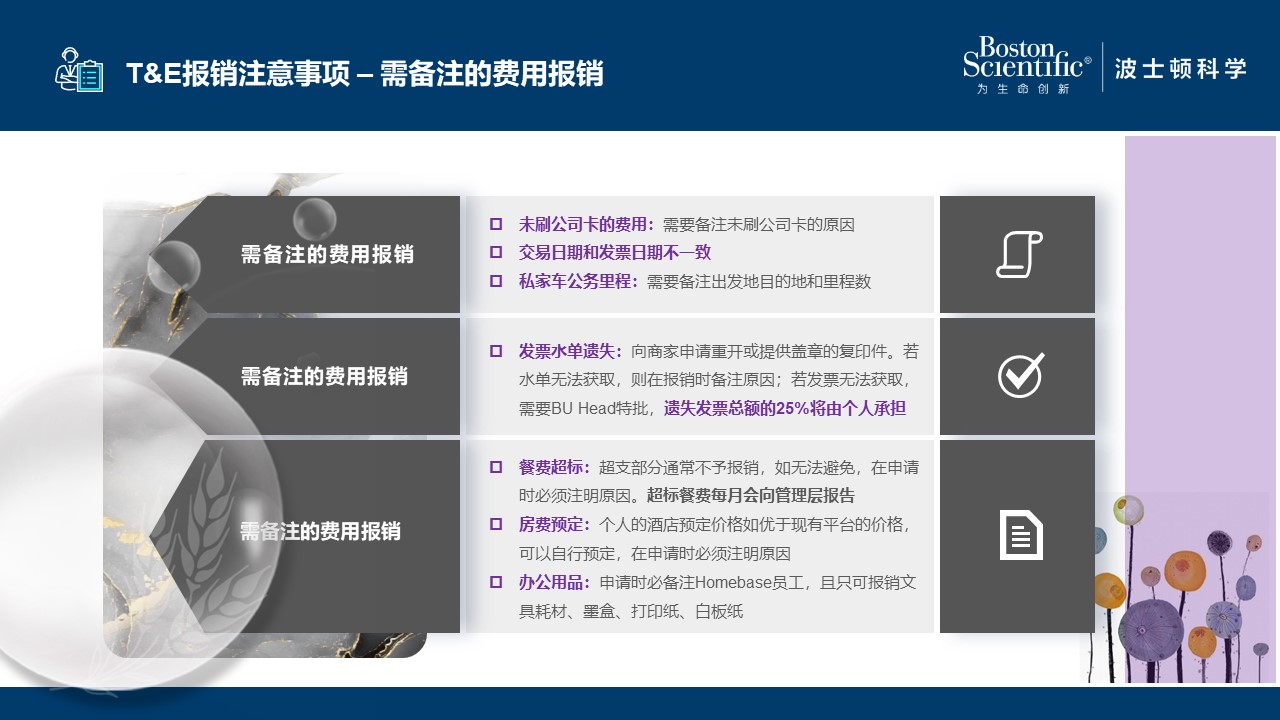 T&E报销注意事项 – 需备注的费用报销
Boston
Scientific®
为生命创新
波士顿科学
需备注的费用报销
未刷公司卡的费用：需要备注未刷公司卡的原因
交易日期和发票日期不一致
私家车公务里程：需要备注出发地目的地和里程数
需备注的费用报销
发票水单遗失：向商家申请重开或提供盖章的复印件。若
水单无法获取，则在报销时备注原因；若发票无法获取，
需要BU Head特批，遗失发票总额的25%将由个人承担
需备注的费用报销
餐费超标：超支部分通常不予报销，如无法避免，在申请
时必须注明原因。超标餐费每月会向管理层报告
房费预定：个人的酒店预定价格如优于现有平台的价格，
可以自行预定，在申请时必须注明原因
办公用品：申请时必备注Homebase员工，且只可报销文
具耗材、墨盒、打印纸、白板纸